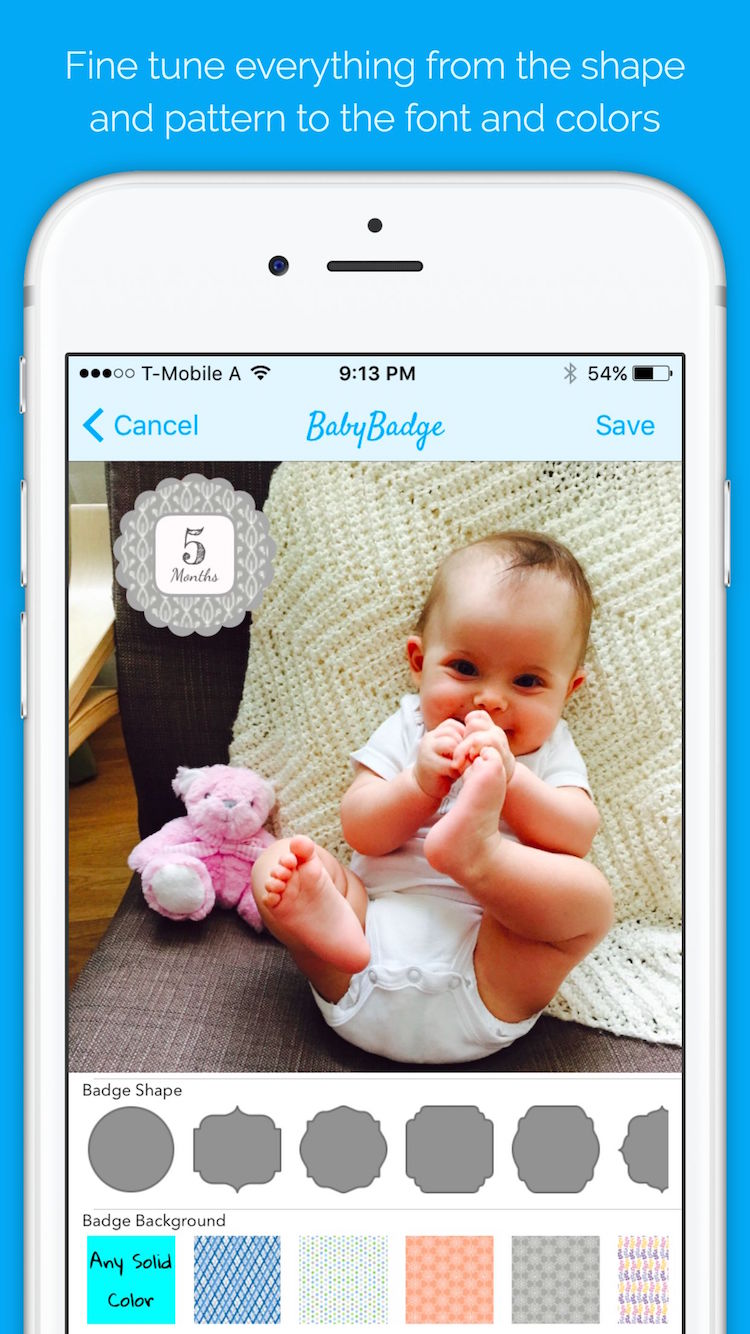 Fine tune everything from the shape
and pattern to the font and colors
T-Mobile A 9:13 PM 54%
Cancel BabyBadge Save
5
Months
Badge Shape
Badge Background
Any Solid
Color